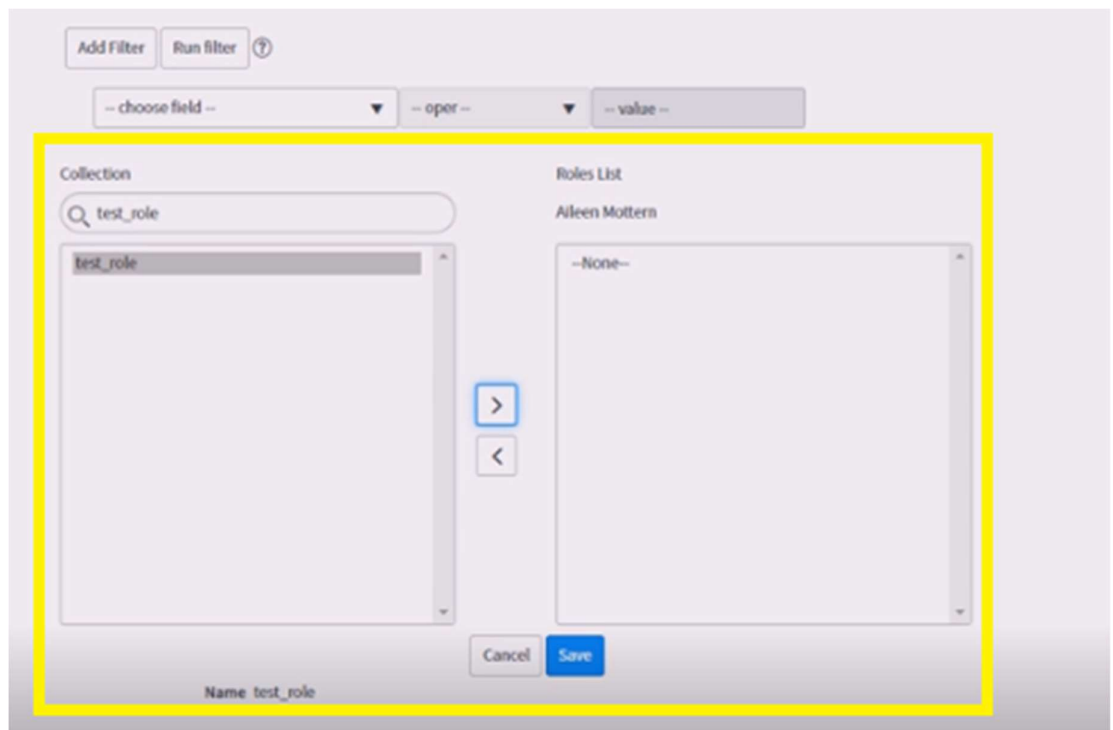 Add Filter Run filter ?
-- choose field -- -- oper -- -- value --
Collection Roles List
test_role Aileen Mottern
test_role --None--
> 
<
Cancel Save
Name test_role